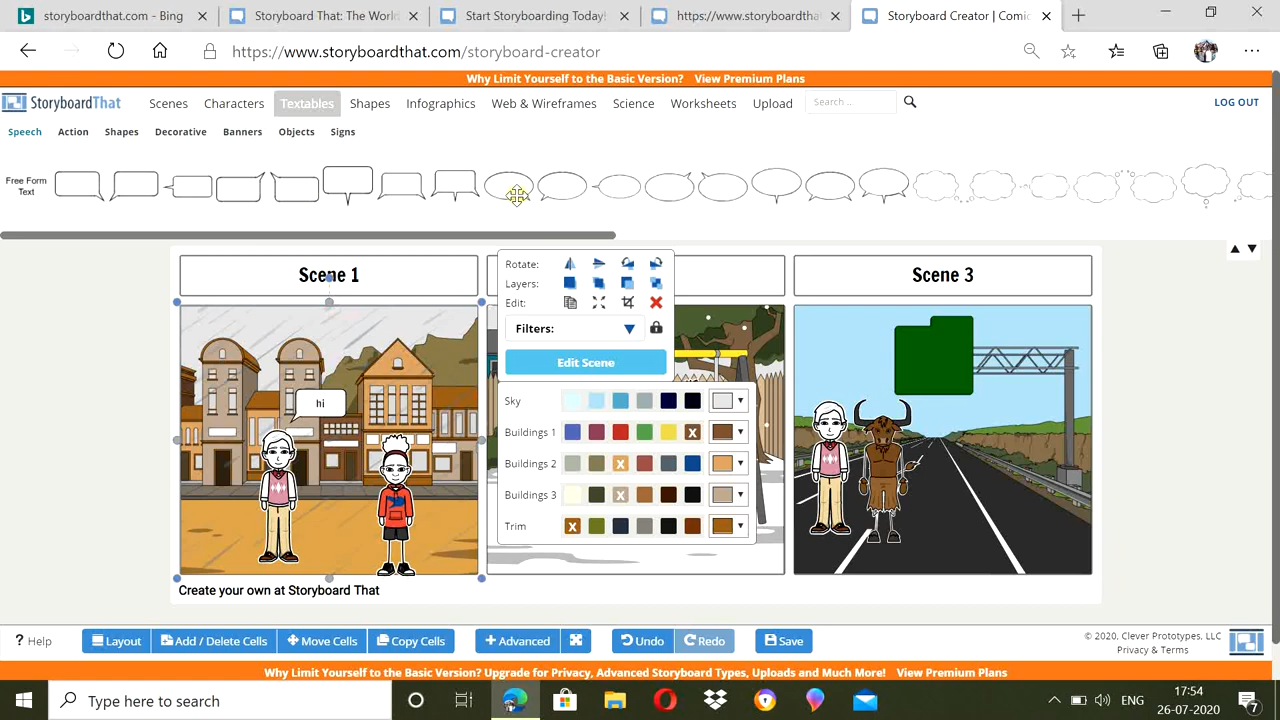 storyboardthat.com - Bing
Storyboard That: The World
Start Storyboarding Today!
https://www.storyboardthat.com/
Storyboard Creator | Comic
https://www.storyboardthat.com/storyboard-creator
Why Limit Yourself to the Basic Version? View Premium Plans
StoryboardThat
Scenes
Characters
Textables
Shapes
Infographics
Web & Wireframes
Science
Worksheets
Upload
Search ..
LOG OUT
Speech
Action
Shapes
Decorative
Banners
Objects
Signs
Free Form
Text
Scene 1
Scene 3
Rotate:
Layers:
Edit:
Filters:
Edit Scene
Sky
Buildings 1
Buildings 2
Buildings 3
Trim
hi
Create your own at Storyboard That
? Help
Layout
Add / Delete Cells
Move Cells
Copy Cells
Advanced
Undo
Redo
Save
© 2020, Clever Prototypes, LLC
Privacy & Terms
Why Limit Yourself to the Basic Version? Upgrade for Privacy, Advanced Storyboard Types, Uploads and Much More! View Premium Plans
Type here to search
ENG
17:54
26-07-2020
7